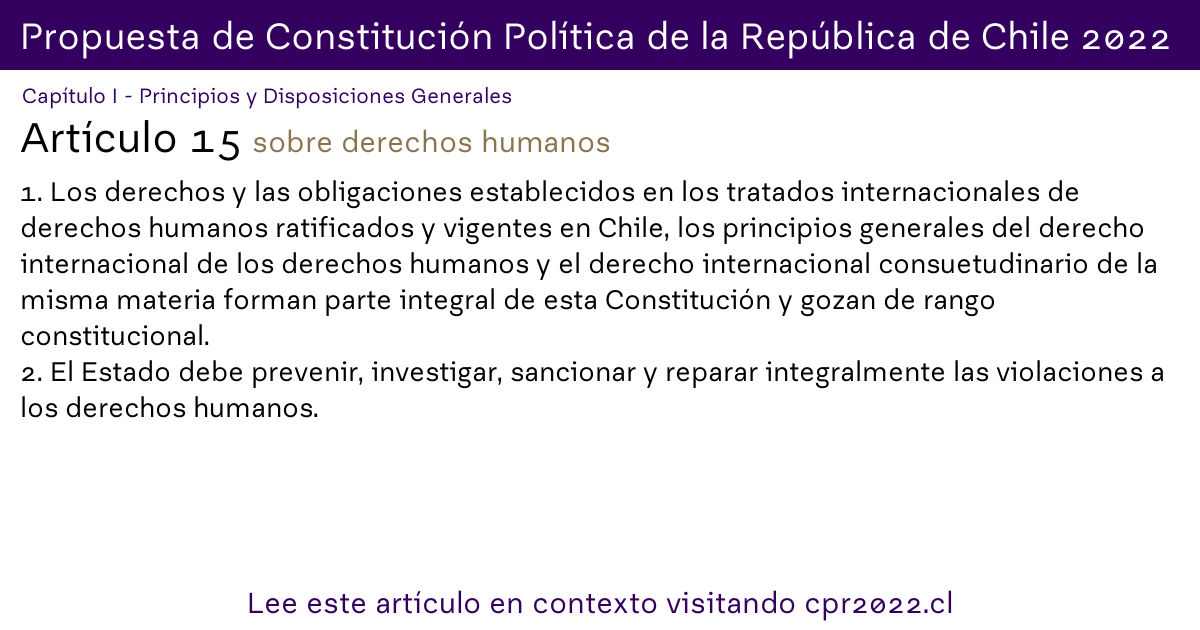 Propuesta de Constitución Política de la República de Chile 2022
Capítulo I - Principios y Disposiciones Generales
Artículo 15 sobre derechos humanos
1. Los derechos y las obligaciones establecidos en los tratados internacionales de
derechos humanos ratificados y vigentes en Chile, los principios generales del derecho
internacional de los derechos humanos y el derecho internacional consuetudinario de la
misma materia forman parte integral de esta Constitución y gozan de rango
constitucional.
2. El Estado debe prevenir, investigar, sancionar y reparar integralmente las violaciones a
los derechos humanos.
Lee este artículo en contexto visitando cpr2022.cl